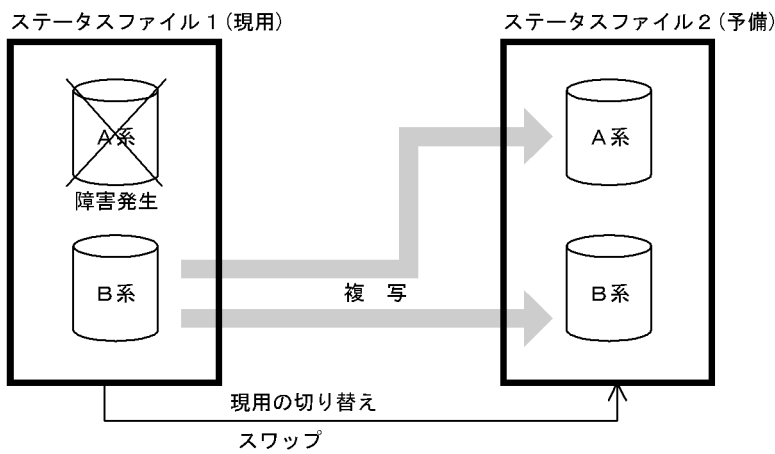 ステータスファイル１(現用)
ステータスファイル２(予備)
A系
障害発生
B系
A系
B系
複　写
現用の切り替え
スワップ